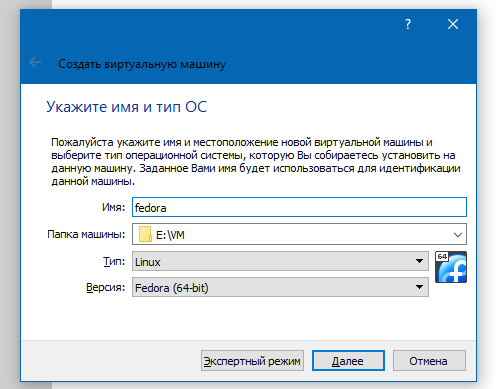 ?
Создать виртуальную машину
Укажите имя и тип ОС
Пожалуйста укажите имя и местоположение новой виртуальной машины и
выберите тип операционной системы, которую Вы собираетесь установить на
данную машину. Заданное Вами имя будет использоваться для идентификации
данной машины.
Имя: fedora
Папка машины: E:\VM
Тип: Linux
64
Версия: Fedora (64-bit)
Экспертный режим Далее Отмена